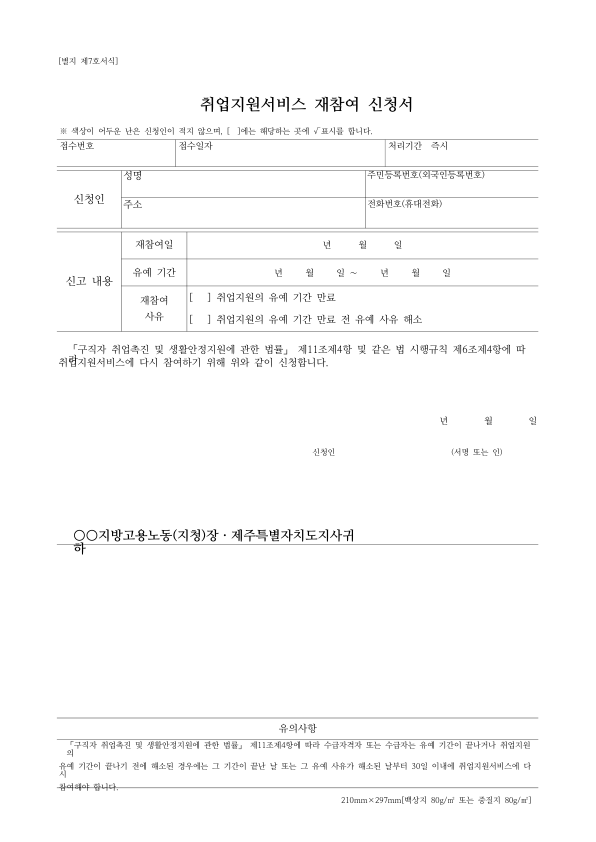 [별지 제7호서식]
취업지원서비스 재참여 신청서
※ 색상이 어두운 난은 신청인이 적지 않으며, [ ]에는 해당하는 곳에 √표시를 합니다.
접수번호 접수일자 처리기간 즉시
신청인 성명 주민등록번호(외국인등록번호)
주소 전화번호(휴대전화)
신고 내용 재참여일 년 월 일
유예 기간 년 월 일 ~ 년 월 일
재참여 사유 [ ] 취업지원의 유예 기간 만료
[ ] 취업지원의 유예 기간 만료 전 유예 사유 해소
「구직자 취업촉진 및 생활안정지원에 관한 법률」 제11조제4항 및 같은 법 시행규칙 제6조제4항에 따
라
취업지원서비스에 다시 참여하기 위해 위와 같이 신청합니다.
년 월 일
신청인 (서명 또는 인)
○○지방고용노동(지청)장ㆍ제주특별자치도지사귀
하
유의사항
「구직자 취업촉진 및 생활안정지원에 관한 법률」 제11조제4항에 따라 수급자격자 또는 수급자는 유예 기간이 끝나거나 취업지원
의
유예 기간이 끝나기 전에 해소된 경우에는 그 기간이 끝난 날 또는 그 유예 사유가 해소된 날부터 30일 이내에 취업지원서비스에 다
시
참여해야 합니다.
210mm×297mm[백상지 80g/㎡ 또는 중질지 80g/㎡]